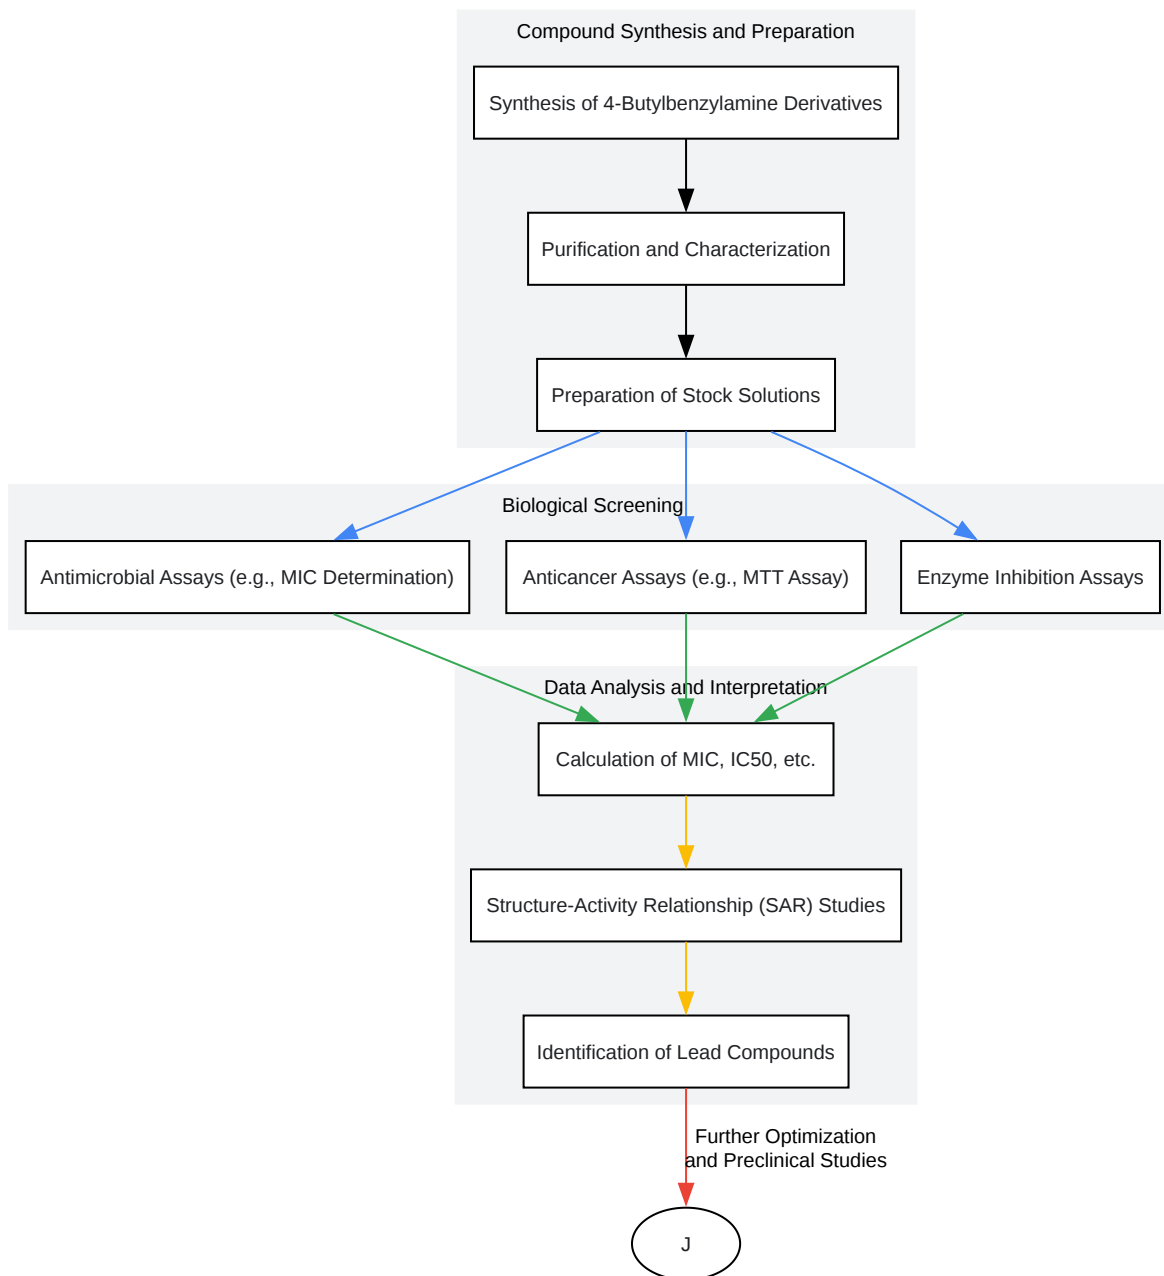 Compound Synthesis and Preparation
Synthesis of 4-Butylbenzylamine Derivatives
Purification and Characterization
Preparation of Stock Solutions
Biological Screening
Antimicrobial Assays (e.g., MIC Determination)
Anticancer Assays (e.g., MTT Assay)
Enzyme Inhibition Assays
Data Analysis and Interpretation
Calculation of MIC, IC50, etc.
Structure-Activity Relationship (SAR) Studies
Identification of Lead Compounds
Further Optimization
and Preclinical Studies
J